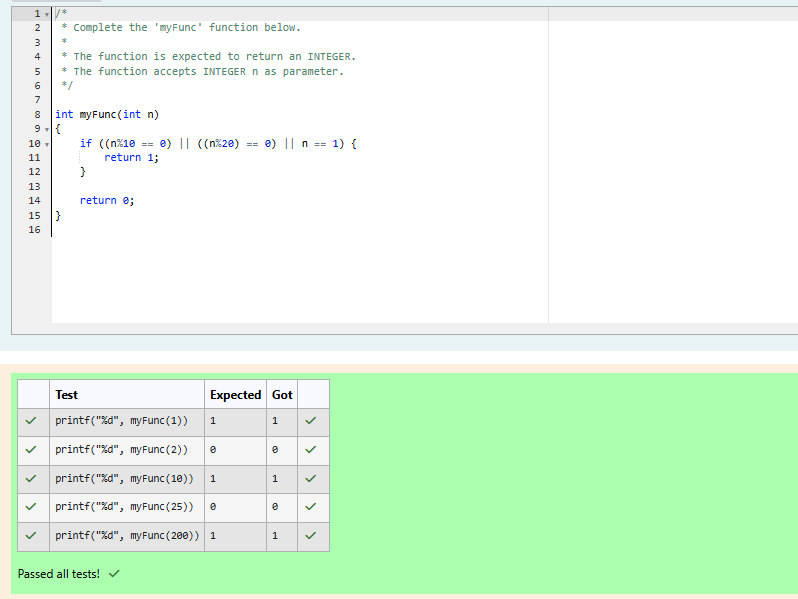 1 /*
2  * Complete the 'myFunc' function below.
3  *
4  * The function is expected to return an INTEGER.
5  * The function accepts INTEGER n as parameter.
6  */
7
8 int myFunc(int n)
9 {
10     if ((n%10 == 0) || ((n%20) == 0) || n == 1) {
11         return 1;
12     }
13
14     return 0;
15 }
16
Test Expected Got
✓ printf("%d", myFunc(1)) 1 1 ✓
✓ printf("%d", myFunc(2)) 0 0 ✓
✓ printf("%d", myFunc(10)) 1 1 ✓
✓ printf("%d", myFunc(25)) 0 0 ✓
✓ printf("%d", myFunc(200)) 1 1 ✓
Passed all tests! ✓